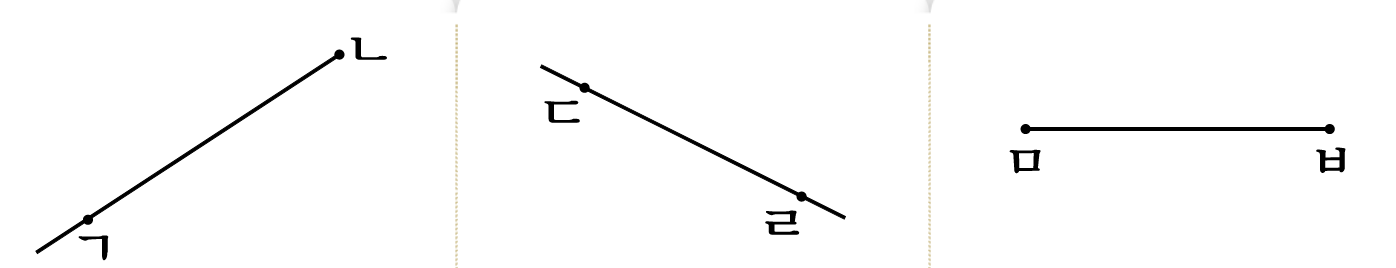 ㄴ
ㄱ
ㄷ
ㄹ
ㅁ
ㅂ